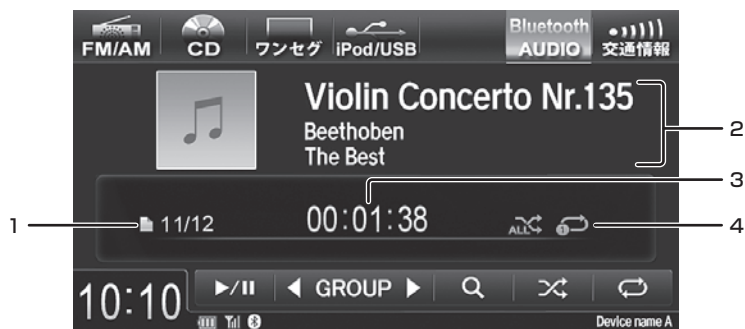 FM/AM CD ワンセグ iPod/USB Bluetooth AUDIO 交通情報
Violin Concerto Nr.135
Beethoben
The Best
2
3
1 11/12 00:01:38 ALL 1 4
10:10 GROUP
Device name A